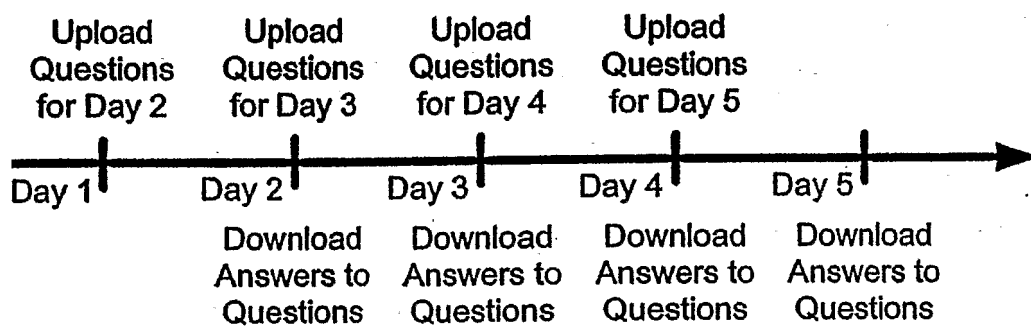 Upload
Questions
for Day 2
Upload
Questions
for Day 3
Upload
Questions
for Day 4
Upload
Questions
for Day 5
Day 1
Day 2
Day 3
Day 4
Day 5
Download
Answers to
Questions
Download
Answers to
Questions
Download
Answers to
Questions
Download
Answers to
Questions